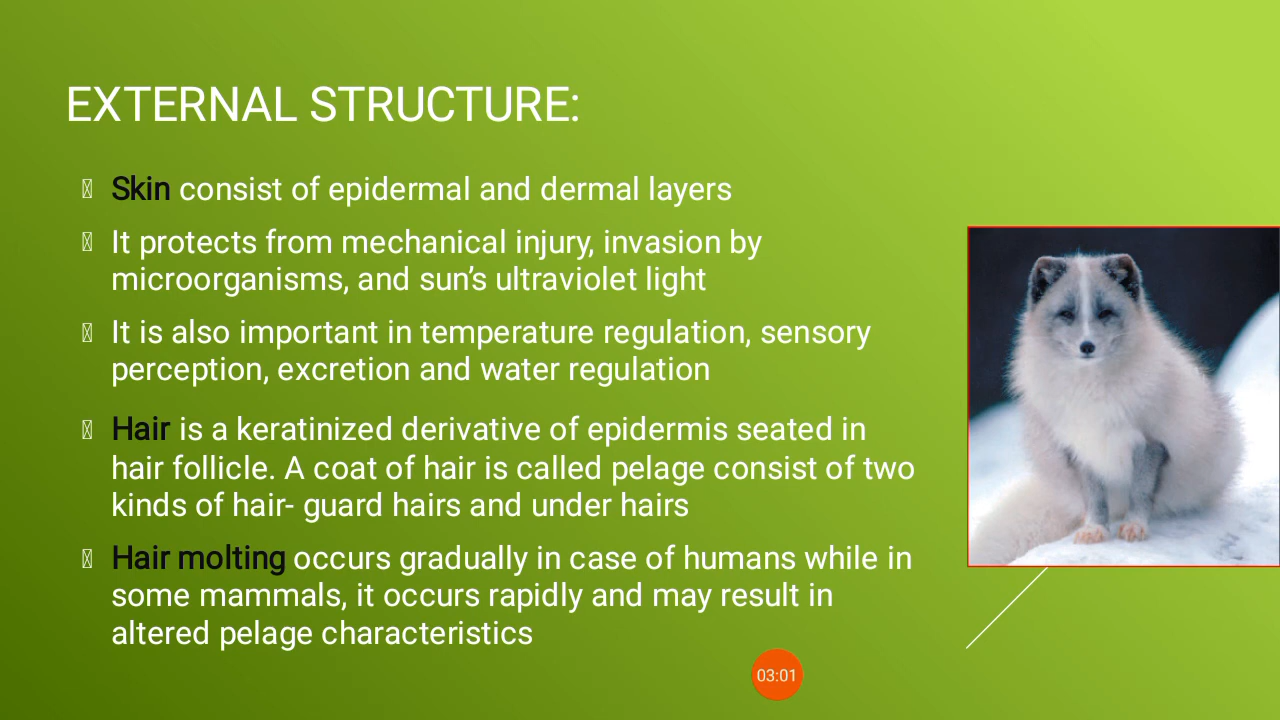 EXTERNAL STRUCTURE:
Skin consist of epidermal and dermal layers
It protects from mechanical injury, invasion by
microorganisms, and sun's ultraviolet light
It is also important in temperature regulation, sensory
perception, excretion and water regulation
Hair is a keratinized derivative of epidermis seated in
hair follicle. A coat of hair is called pelage consist of two
kinds of hair- guard hairs and under hairs
Hair molting occurs gradually in case of humans while in
some mammals, it occurs rapidly and may result in
altered pelage characteristics
03:01